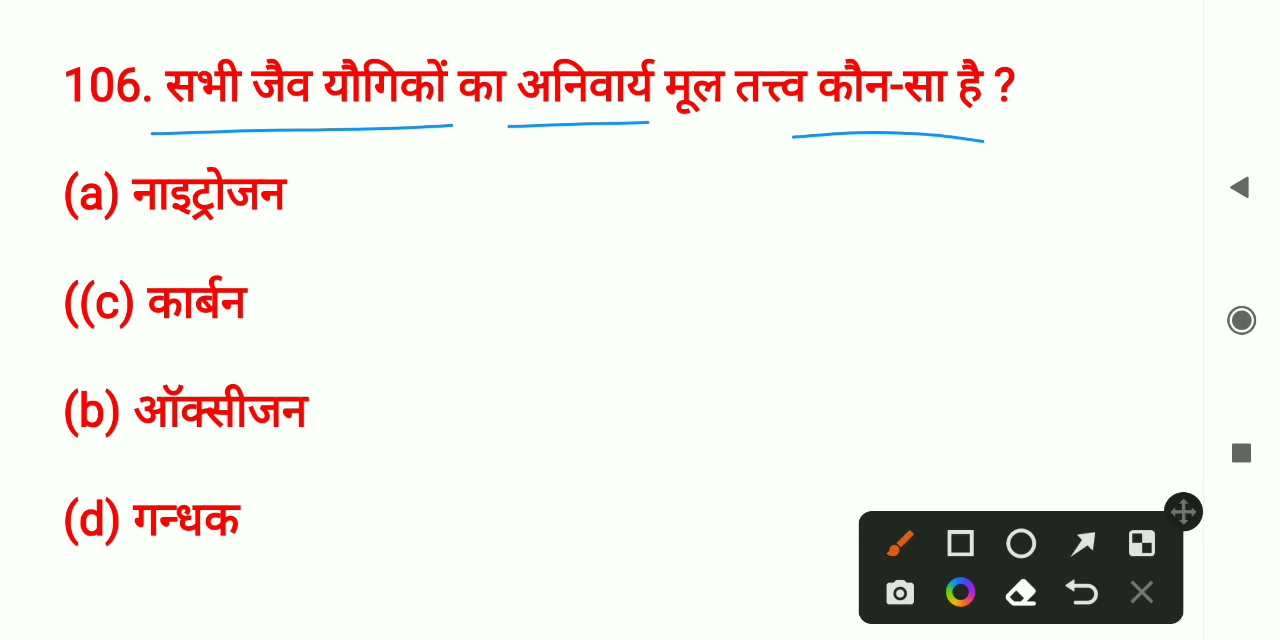 106. सभी जैव यौगिकों का अनिवार्य मूल तत्त्व कौन-सा है ?
(a) नाइट्रोजन
((c) कार्बन
(b) ऑक्सीजन
(d) गन्धक